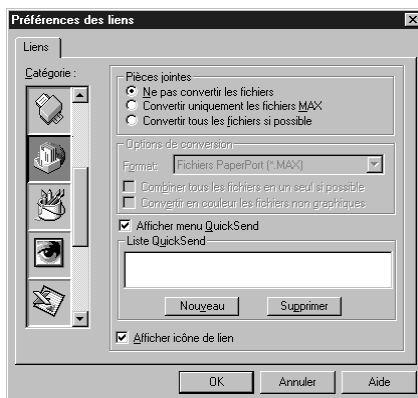 Préférences des liens
Liens
Catégorie :
Pièces jointes
Ne pas convertir les fichiers
Convertir uniquement les fichiers MAX
Convertir tous les fichiers si possible
Options de conversion
Format:
Fichiers PaperPort (*.MAX)
Combiner tous les fichiers en un seul si possible
Convertir en couleur les fichiers non graphiques
Afficher menu QuickSend
Liste QuickSend
Nouveau
Supprimer
Afficher icône de lien
OK
Annuler
Aide